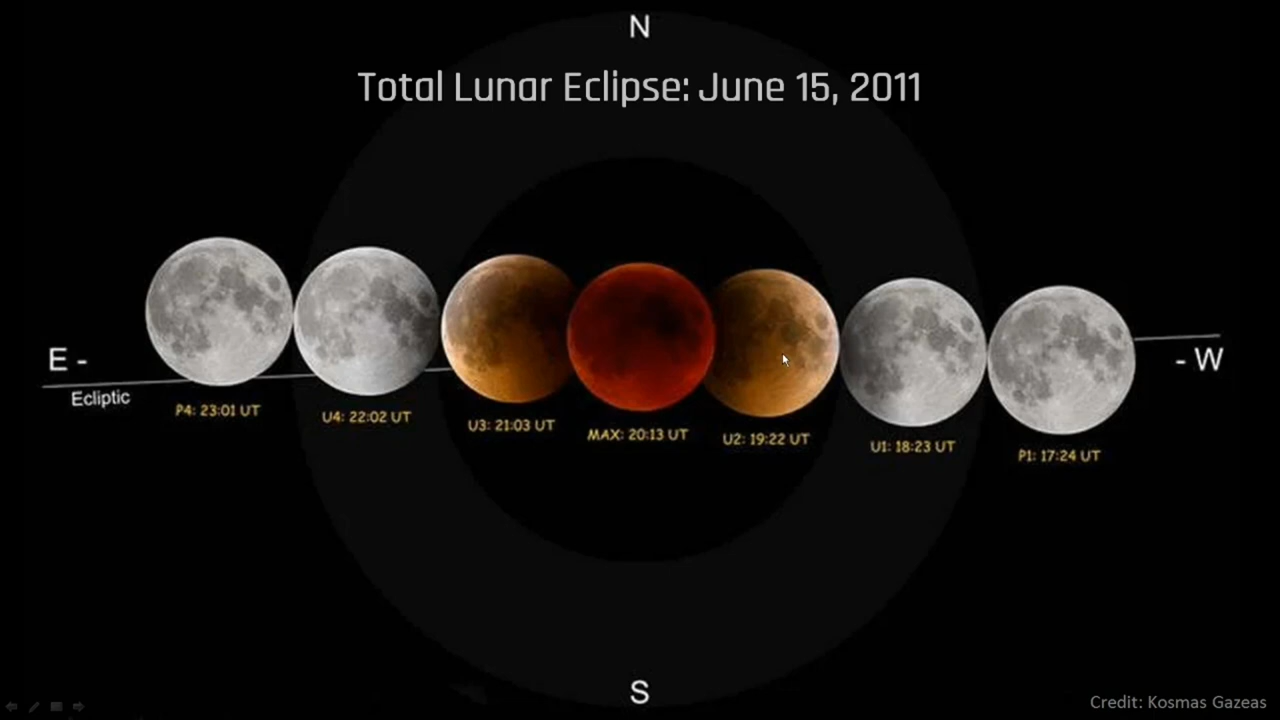 N
Total Lunar Eclipse: June 15, 2011
E -
- W
Ecliptic
P4: 23:01 UT
U4: 22:02 UT
U3: 21:03 UT
MAX: 20:13 UT
U2: 19:22 UT
U1: 18:23 UT
P1: 17:24 UT
S
Credit: Kosmas Gazeas